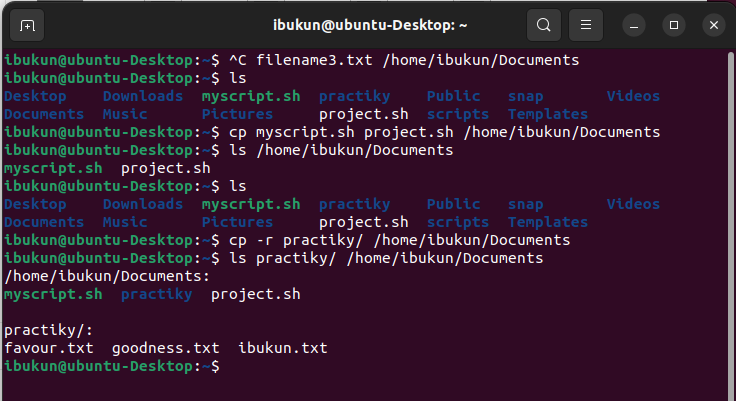 ibukun@ubuntu-Desktop: ~
ibukun@ubuntu-Desktop:~$ ^C filename3.txt /home/ibukun/Documents
ibukun@ubuntu-Desktop:~$ ls
Desktop    Downloads  myscript.sh  practiky    Public   snap       Videos
Documents  Music      Pictures     project.sh  scripts  Templates
ibukun@ubuntu-Desktop:~$ cp myscript.sh project.sh /home/ibukun/Documents
ibukun@ubuntu-Desktop:~$ ls /home/ibukun/Documents
myscript.sh  project.sh
ibukun@ubuntu-Desktop:~$ ls
Desktop    Downloads  myscript.sh  practiky    Public   snap       Videos
Documents  Music      Pictures     project.sh  scripts  Templates
ibukun@ubuntu-Desktop:~$ cp -r practiky/ /home/ibukun/Documents
ibukun@ubuntu-Desktop:~$ ls practiky/ /home/ibukun/Documents
/home/ibukun/Documents:
myscript.sh  practiky  project.sh
practiky/:
favour.txt  goodness.txt  ibukun.txt
ibukun@ubuntu-Desktop:~$